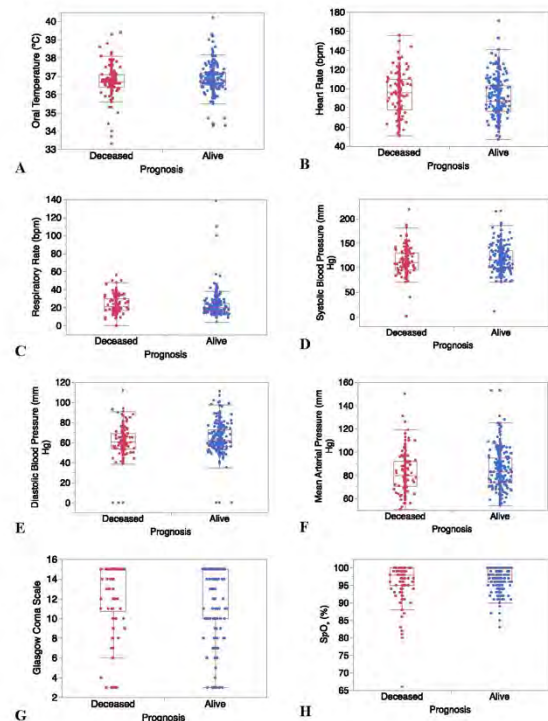 Oral Temperature (°C)
40
39
38
37
36
35
34
33
Deceased
Alive
Prognosis
A
Heart Rate (bpm)
180
160
140
120
100
80
60
40
Deceased
Alive
Prognosis
B
Respiratory Rate (bpm)
140
120
100
80
60
40
20
0
Deceased
Alive
Prognosis
C
Systolic Blood Pressure (mm
Hg)
200
150
100
50
0
Deceased
Alive
Prognosis
D
Diastolic Blood Pressure (mm
Hg)
120
100
80
60
40
20
0
Deceased
Alive
Prognosis
E
Mean Arterial Pressure (mm
Hg)
160
140
120
100
80
60
Deceased
Alive
Prognosis
F
Glasgow Coma Scale
16
14
12
10
8
6
4
2
Deceased
Alive
Prognosis
G
100
95
90
85
80
75
70
65
(%)
Deceased
Alive
Prognosis
H